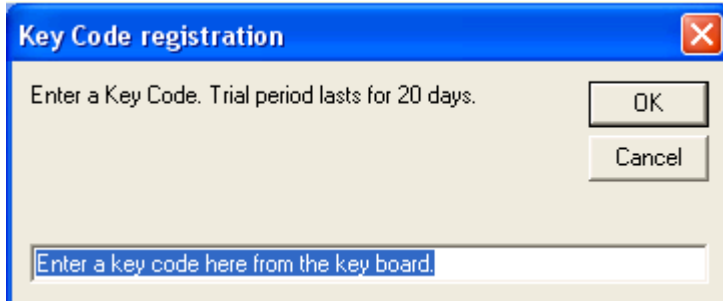 Key Code registration
Enter a Key Code. Trial period lasts for 20 days.
OK
Cancel
Enter a key code here from the key board.